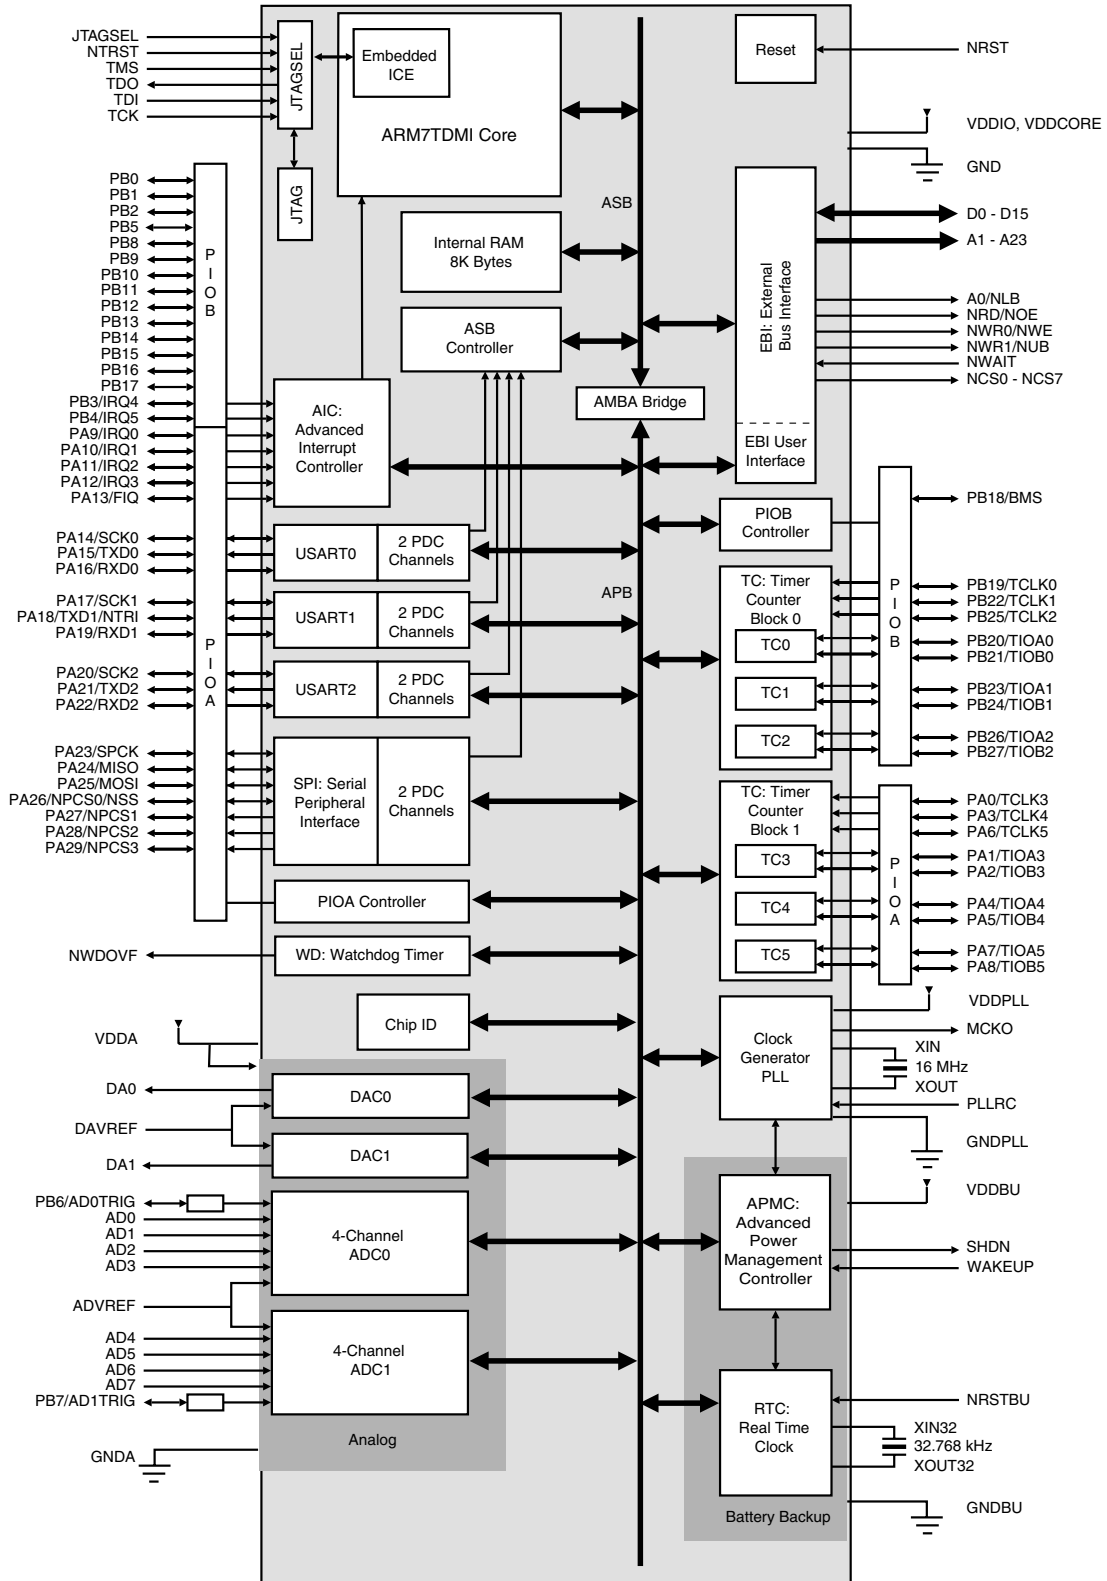 JTAGSEL
NTRST
TMS
TDO
TDI
TCK
JTAGSEL
Embedded
ICE
ARM7TDMI Core
JTAG
Reset
NRST
VDDIO, VDDCORE
GND
ASB
PB0
PB1
PB2
PB5
PB8
PB9
PB10
PB11
PB12
PB13
PB14
PB15
PB16
PB17
PB3/IRQ4
PB4/IRQ5
PA9/IRQ0
PA10/IRQ1
PA11/IRQ2
PA12/IRQ3
PA13/FIQ
PIOB
Internal RAM
8K Bytes
ASB
Controller
EBI: External
Bus Interface
EBI User
Interface
D0 - D15
A1 - A23
A0/NLB
NRD/NOE
NWR0/NWE
NWR1/NUB
NWAIT
NCS0 - NCS7
AMBA Bridge
AIC:
Advanced
Interrupt
Controller
PA14/SCK0
PA15/TXD0
PA16/RXD0
USART0
2 PDC
Channels
PA17/SCK1
PA18/TXD1/NTRI
PA19/RXD1
USART1
2 PDC
Channels
PA20/SCK2
PA21/TXD2
PA22/RXD2
USART2
2 PDC
Channels
PIOA
PA23/SPCK
PA24/MISO
PA25/MOSI
PA26/NPCS0/NSS
PA27/NPCS1
PA28/NPCS2
PA29/NPCS3
SPI: Serial
Peripheral
Interface
2 PDC
Channels
APB
PIOB
Controller
PIOB
PB18/BMS
TC: Timer
Counter
Block 0
TC0
TC1
TC2
PB19/TCLK0
PB22/TCLK1
PB25/TCLK2
PB20/TIOA0
PB21/TIOB0
PB23/TIOA1
PB24/TIOB1
PB26/TIOA2
PB27/TIOB2
TC: Timer
Counter
Block 1
TC3
TC4
TC5
PIOA
PA0/TCLK3
PA3/TCLK4
PA6/TCLK5
PA1/TIOA3
PA2/TIOB3
PA4/TIOA4
PA5/TIOB4
PA7/TIOA5
PA8/TIOB5
PIOA Controller
NWDOVF
WD: Watchdog Timer
Chip ID
VDDA
DA0
DAVREF
DA1
DAC0
DAC1
PB6/AD0TRIG
AD0
AD1
AD2
AD3
4-Channel
ADC0
ADVREF
AD4
AD5
AD6
AD7
PB7/AD1TRIG
4-Channel
ADC1
Analog
GNDA
Clock
Generator
PLL
VDDPLL
MCKO
XIN
16 MHz
XOUT
PLLRC
GNDPLL
APMC:
Advanced
Power
Management
Controller
VDDBU
SHDN
WAKEUP
RTC:
Real Time
Clock
NRSTBU
XIN32
32.768 kHz
XOUT32
Battery Backup
GNDBU